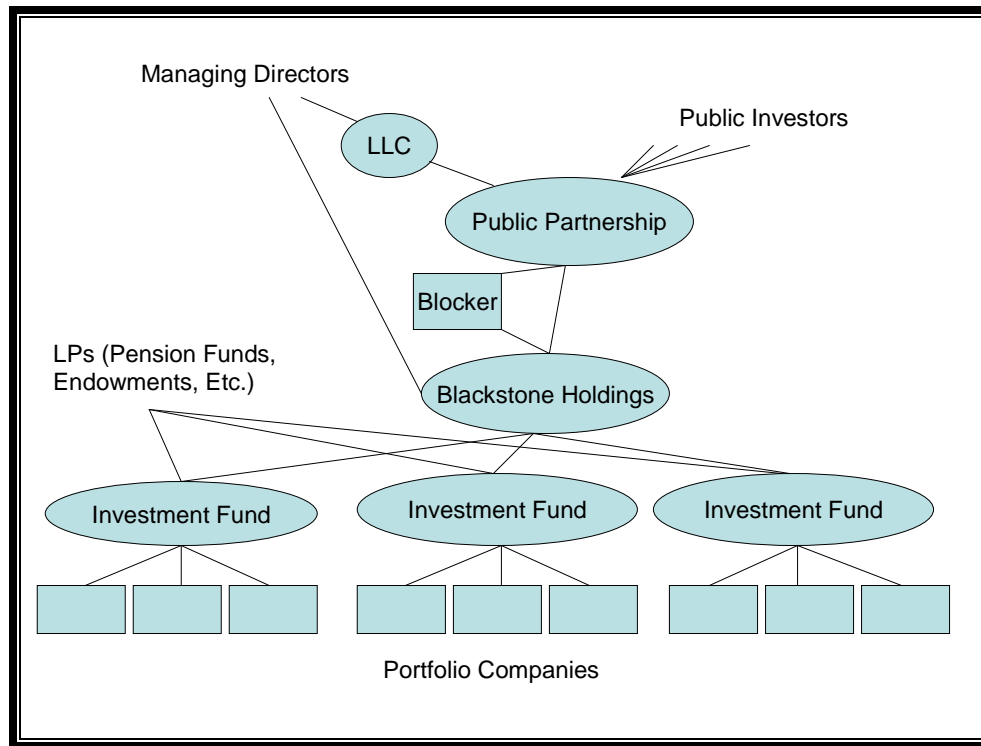 Managing Directors
Public Investors
LLC
Public Partnership
Blocker
LPs (Pension Funds,
Endowments, Etc.)
Blackstone Holdings
Investment Fund
Investment Fund
Investment Fund
Portfolio Companies